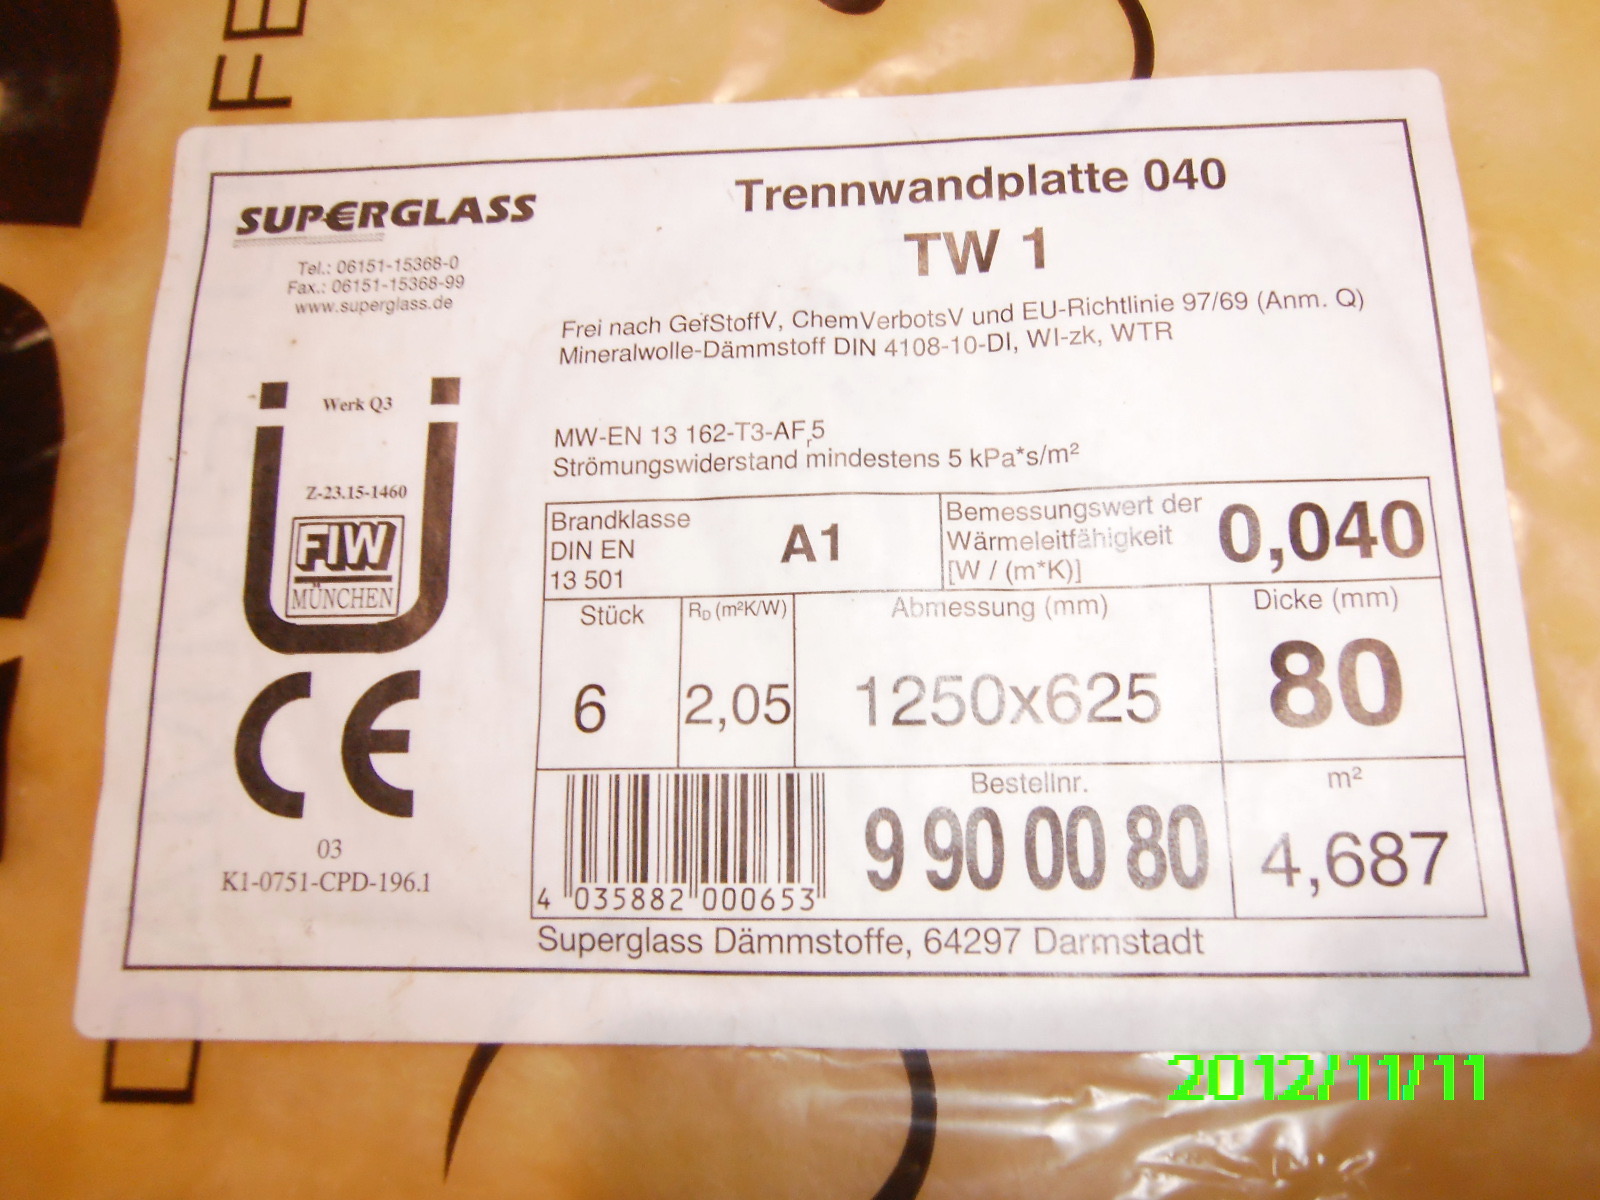 FE
SUPERGLASS
Tel.: 06151-15368-0
Fax.: 06151-15368-99
www.superglass.de
Trennwandplatte 040
TW 1
Frei nach GefStoffV, ChemVerbotsV und EU-Richtlinie 97/69 (Anm. Q)
Mineralwolle-Dämmstoff DIN 4108-10-DI, WI-zk, WTR
MW-EN 13 162-T3-AFr5
Strömungswiderstand mindestens 5 kPa*s/m²
Werk Q3
Z-23.15-1460
FIW
MÜNCHEN
CE
03
K1-0751-CPD-196.1
Brandklasse
DIN EN
13 501
A1
Bemessungswert der
Wärmeleitfähigkeit
[W / (m*K)]
0,040
Stück
6
RD (m²K/W)
2,05
Abmessung (mm)
1250x625
Dicke (mm)
80
4 035882 000653
Bestellnr.
9 90 00 80
m²
4,687
Superglass Dämmstoffe, 64297 Darmstadt
2012/11/11